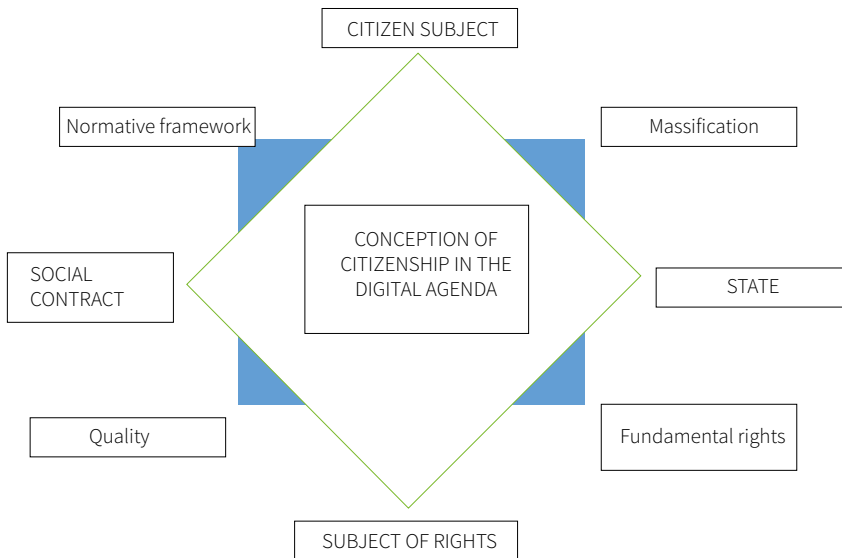 CITIZEN SUBJECT
Normative framework
Massification
CONCEPTION OF
CITIZENSHIP IN THE
DIGITAL AGENDA
SOCIAL
CONTRACT
STATE
Quality
Fundamental rights
SUBJECT OF RIGHTS